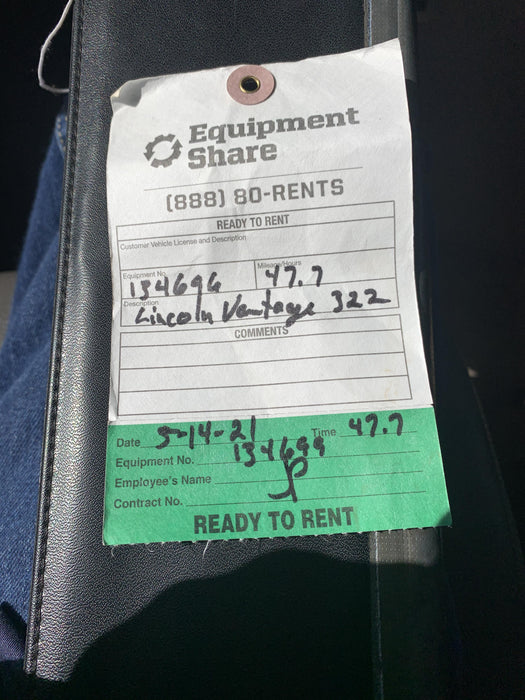 Equipment
Share
(888) 80-RENTS
READY TO RENT
Customer Vehicle License and Description
Equipment No. Mileage/Hours
134696 47.7
Description
Lincoln Vantage 322
COMMENTS
Date 5-14-21 Time 47.7
Equipment No. 134699
Employee's Name
Contract No.
READY TO RENT